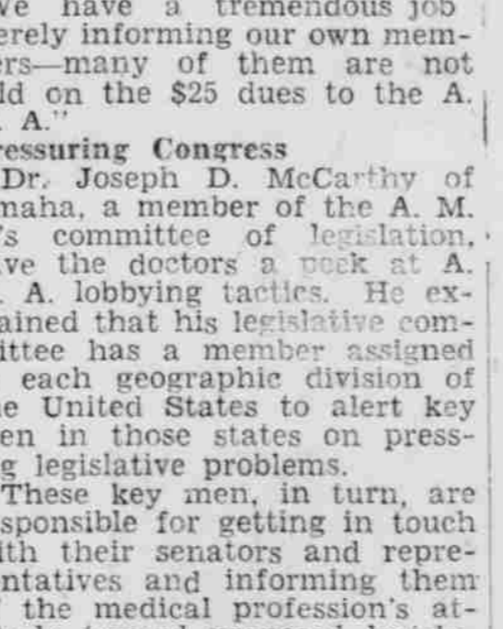 We have a tremendous job
erely informing our own mem-
ers—many of them are not
ld on the $25 dues to the A.
. A."
ressuring Congress
Dr. Joseph D. McCarthy of
maha, a member of the A. M.
's committee of legislation,
ve the doctors a peek at A.
. A. lobbying tactics. He ex-
ained that his legislative com-
ittee has a member assigned
each geographic division of
e United States to alert key
en in those states on press-
g legislative problems.
These key men, in turn, are
sponsible for getting in touch
ith their senators and repre-
ntatives and informing them
the medical profession's at-